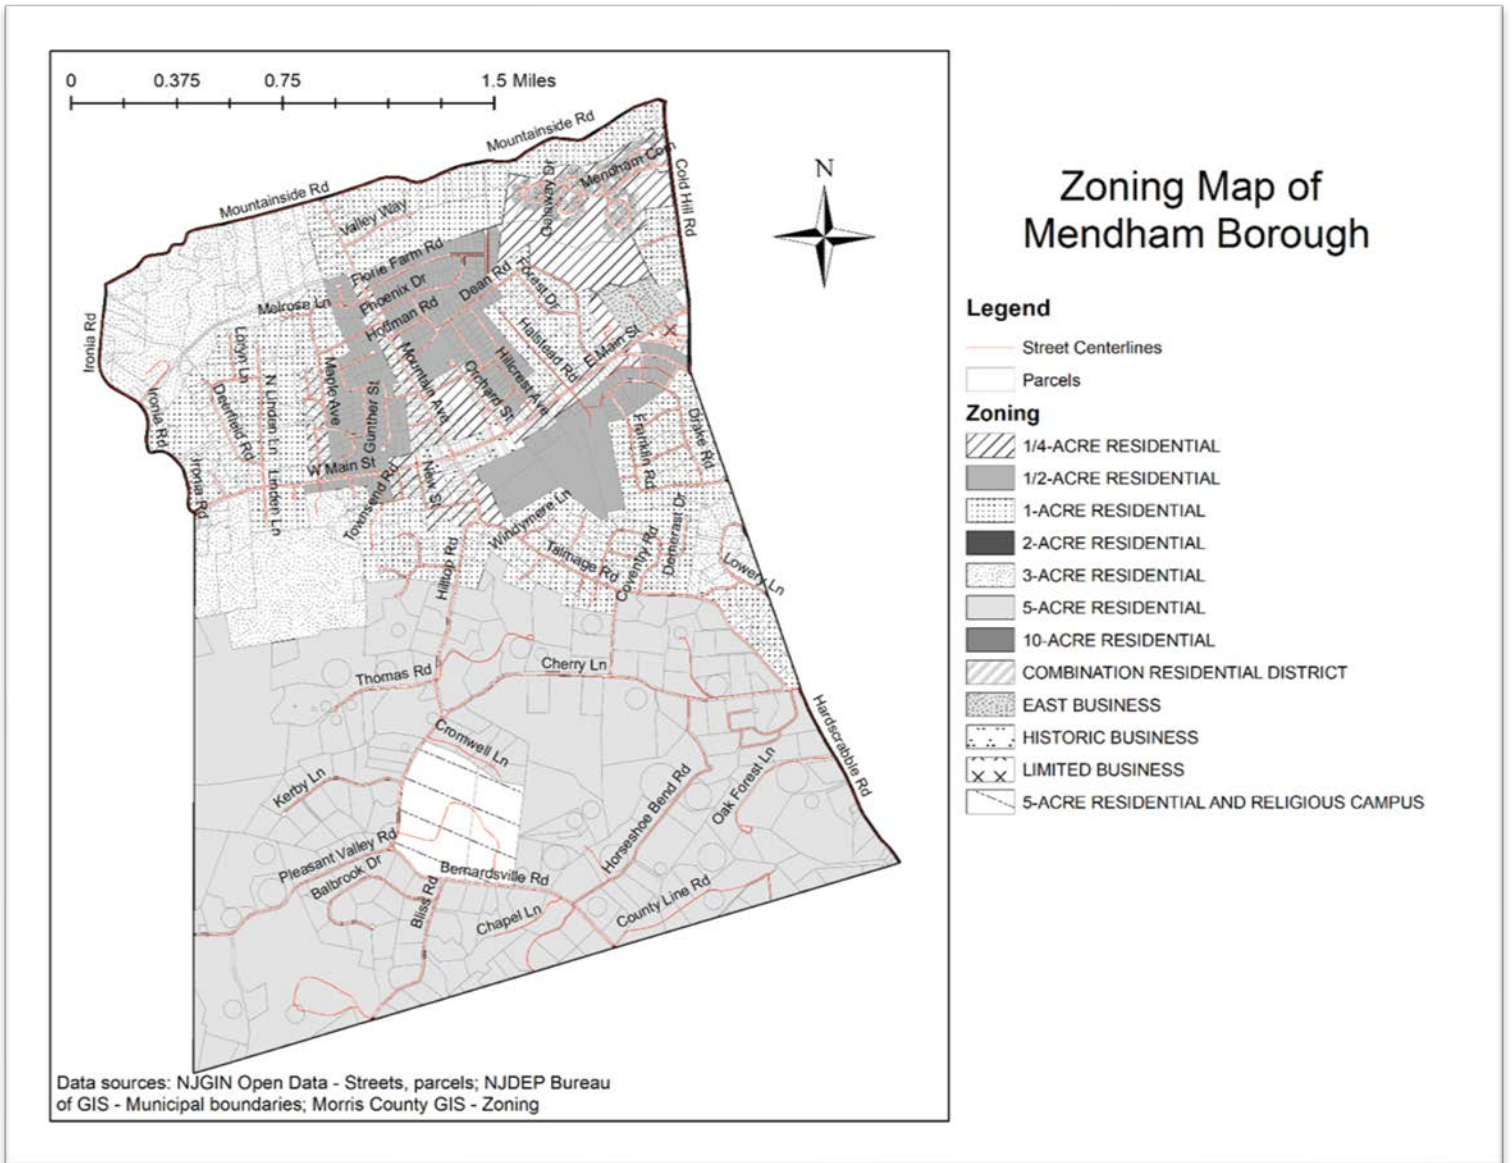 0 0.375 0.75 1.5 Miles
Mountainside Rd
Mountainside Rd
Cold Hill Rd
Valley Way
Florie Farm Rd
Phoenix Dr
Dean Rd
Forest Dr
Melrose Ln
Hoffman Rd
Halstead Rd
E Main St
Ironia Rd
Loryn Ln
N Linden Ln
Maple Ave
Mountain Ave
Orchard St
Hillcrest Ave
Gunther St
Deerfield Rd
Ironia Rd
Franklin Rd
Drake Rd
W Main St
Ironia Rd
Linden Ln
Townsend Rd
New St
Windymere Ln
Hilltop Rd
Talmage Rd
Coventry Rd
Lowery Ln
Thomas Rd
Cherry Ln
Hardscrabble Rd
Cromwell Ln
Kerby Ln
Horseshoe Bend Rd
Oak Forest Ln
Pleasant Valley Rd
Balbrook Dr
Bliss Rd
Bernardsville Rd
Chapel Ln
County Line Rd
Data sources: NJGIN Open Data - Streets, parcels; NJDEP Bureau
of GIS - Municipal boundaries; Morris County GIS - Zoning
N
Zoning Map of
Mendham Borough
Legend
Street Centerlines
Parcels
Zoning
1/4-ACRE RESIDENTIAL
1/2-ACRE RESIDENTIAL
1-ACRE RESIDENTIAL
2-ACRE RESIDENTIAL
3-ACRE RESIDENTIAL
5-ACRE RESIDENTIAL
10-ACRE RESIDENTIAL
COMBINATION RESIDENTIAL DISTRICT
EAST BUSINESS
HISTORIC BUSINESS
LIMITED BUSINESS
5-ACRE RESIDENTIAL AND RELIGIOUS CAMPUS